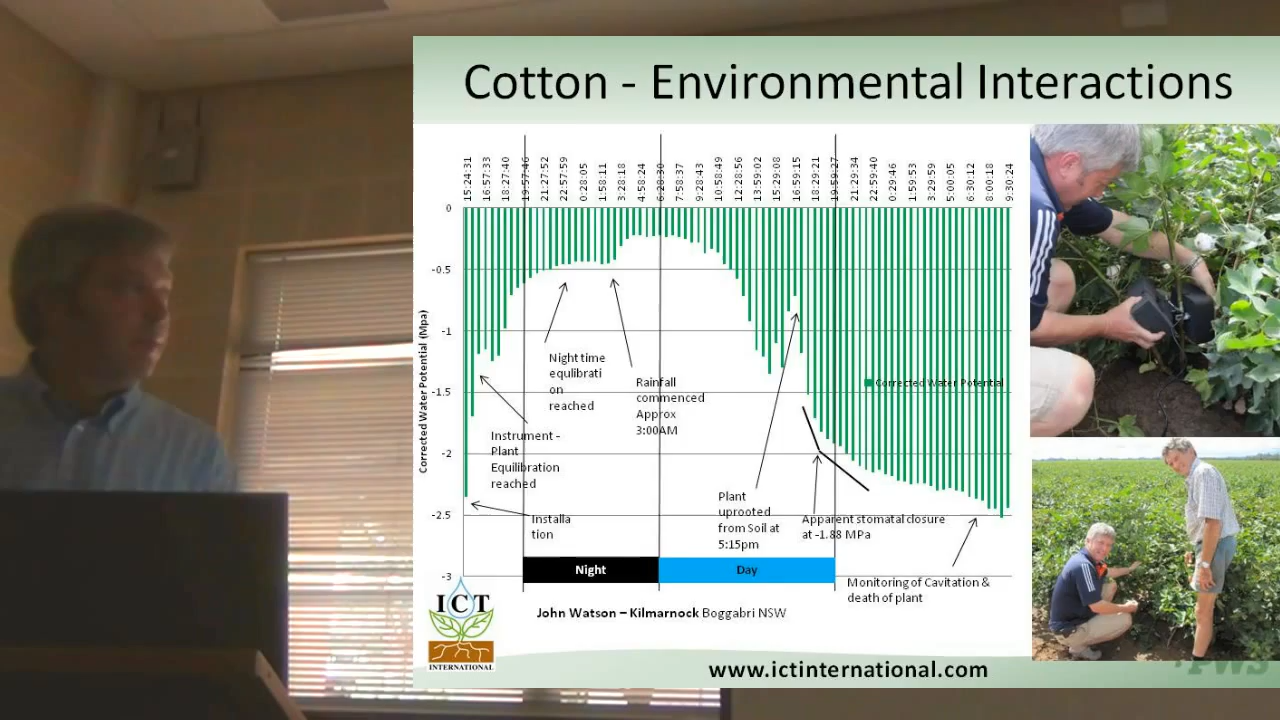 Cotton - Environmental Interactions
15:24:31
16:57:33
18:27:40
19:57:46
21:27:52
22:57:59
0:28:05
1:58:11
3:28:18
4:58:24
6:28:30
7:58:37
9:28:43
10:58:49
12:28:56
13:59:02
15:29:08
16:59:15
18:29:21
19:59:27
21:29:34
22:59:40
0:29:46
1:59:53
3:29:59
5:00:05
6:30:12
8:00:18
9:30:24
0
-0.5
-1
-1.5
-2
-2.5
-3
Corrected Water Potential (Mpa)
Corrected Water Potential
Night time
equlibrati
on
reached
Rainfall
commenced
Approx
3:00AM
Instrument -
Plant
Equilibration
reached
Installa
tion
Plant
uprooted
from Soil at
5:15pm
Apparent stomatal closure
at -1.88 MPa
Monitoring of Cavitation &
death of plant
Night
Day
John Watson – Kilmarnock Boggabri NSW
ICT
INTERNATIONAL
www.ictinternational.com
PWS